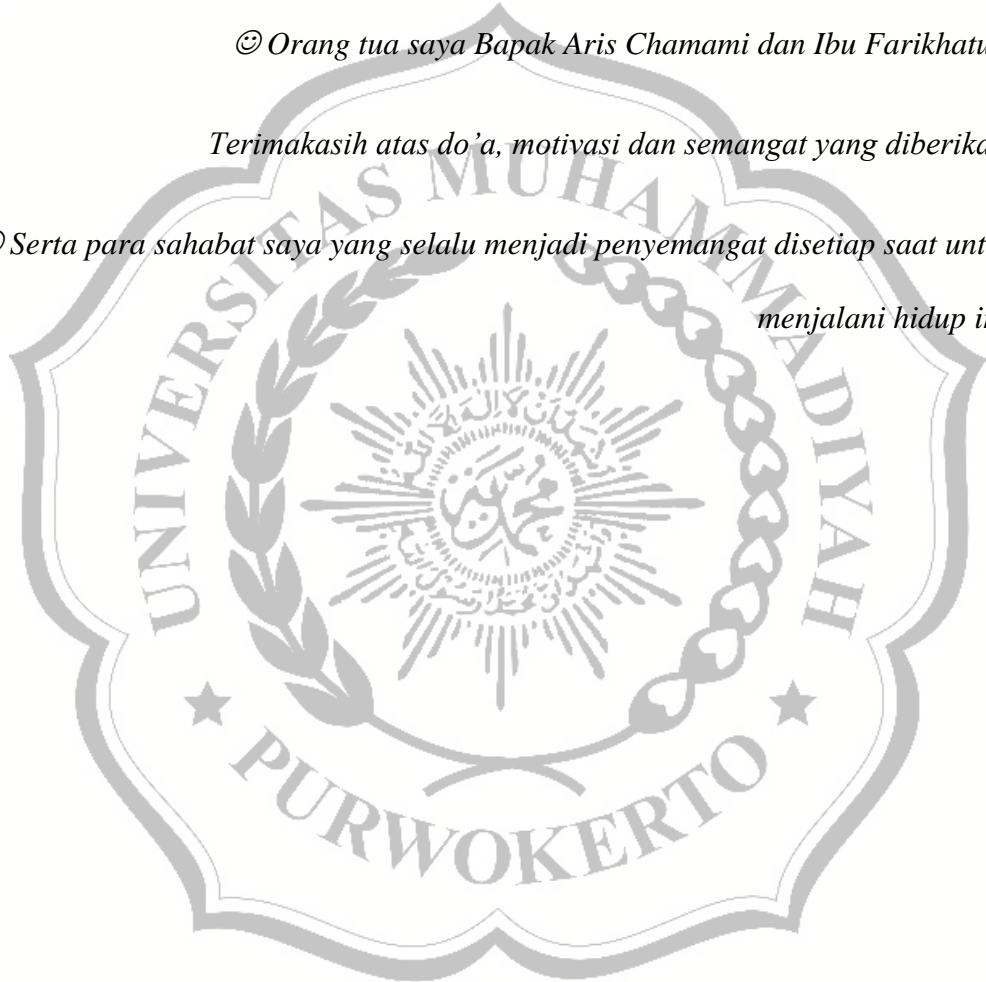 ☺ Orang tua saya Bapak Aris Chamami dan Ibu Farikhatu
Terimakasih atas do’a, motivasi dan semangat yang diberika
Serta para sahabat saya yang selalu menjadi penyemangat disetiap saat unt
menjalani hidup i
UNIVERSITAS MUHAMMADIYAH
PURWOKERTO